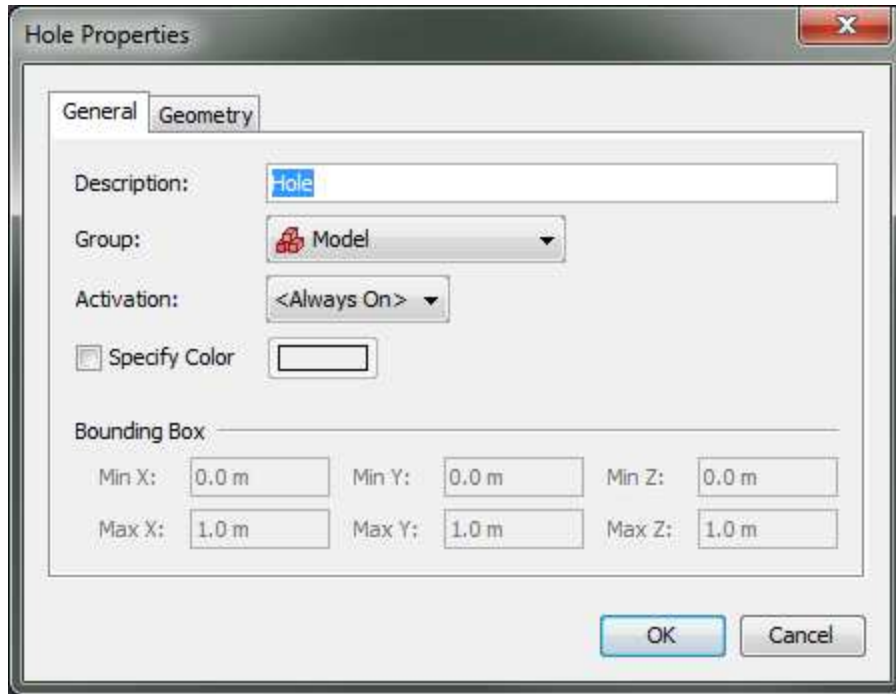 Hole Properties
General Geometry
Description: Hole
Group: Model
Activation: <Always On>
Specify Color
Bounding Box
Min X: 0.0 m Min Y: 0.0 m Min Z: 0.0 m
Max X: 1.0 m Max Y: 1.0 m Max Z: 1.0 m
OK Cancel